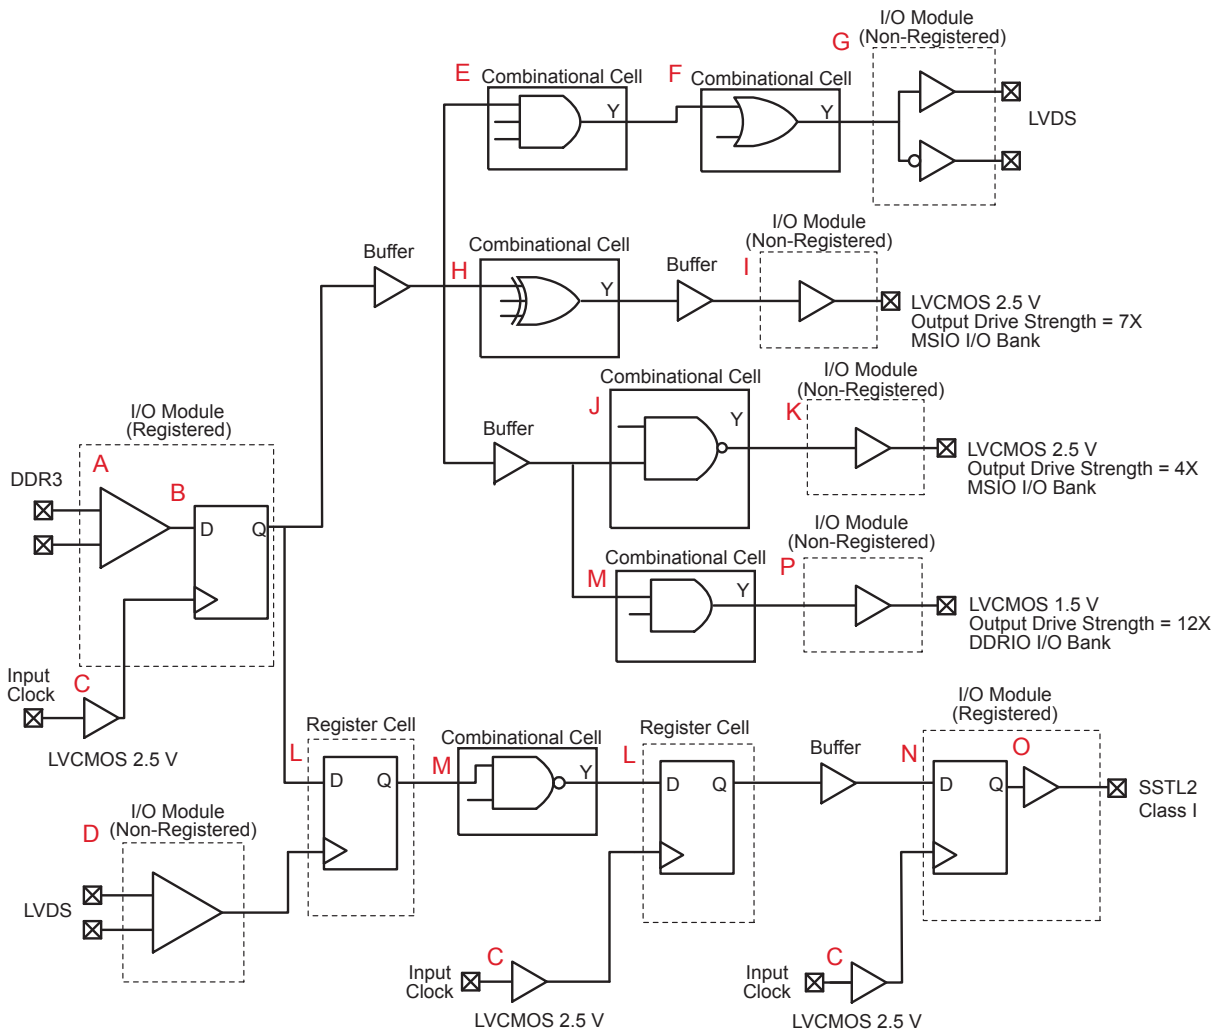 I/O Module
(Non-Registered)
G
E
Combinational Cell
Y
F
Combinational Cell
Y
LVDS
I/O Module
(Non-Registered)
Buffer
H
Combinational Cell
Y
Buffer
I
LVCMOS 2.5 V
Output Drive Strength = 7X
MSIO I/O Bank
I/O Module
(Non-Registered)
Combinational Cell
J
Y
K
Buffer
LVCMOS 2.5 V
Output Drive Strength = 4X
MSIO I/O Bank
I/O Module
(Registered)
DDR3
A
B
D
Q
I/O Module
(Non-Registered)
Combinational Cell
M
Y
P
LVCMOS 1.5 V
Output Drive Strength = 12X
DDRIO I/O Bank
Input
Clock
C
LVCMOS 2.5 V
Register Cell
L
D
Q
Combinational Cell
M
Y
Register Cell
L
D
Q
Buffer
I/O Module
(Registered)
N
D
Q
O
SSTL2
Class I
I/O Module
(Non-Registered)
D
LVDS
Input
Clock
C
LVCMOS 2.5 V
Input
Clock
C
LVCMOS 2.5 V